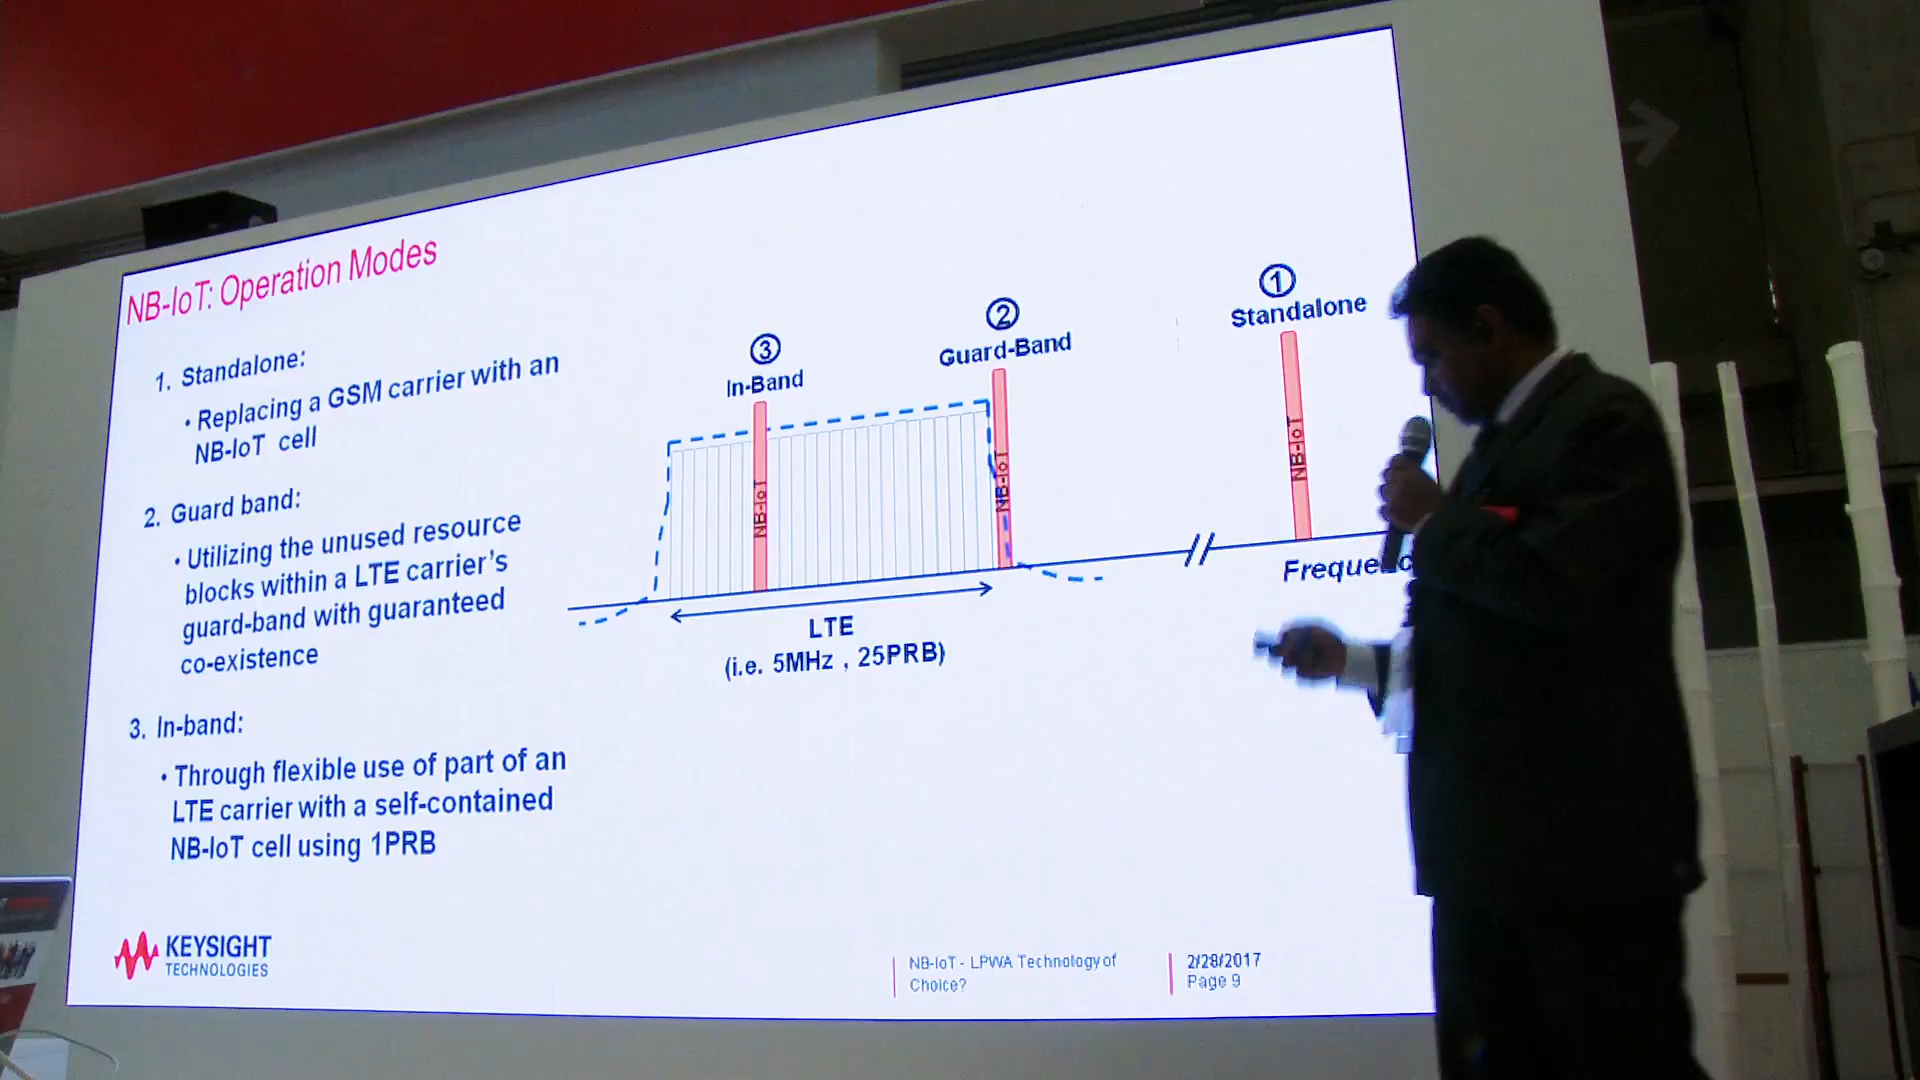 NB-IoT: Operation Modes
1. Standalone:
• Replacing a GSM carrier with an
NB-IoT cell
2. Guard band:
• Utilizing the unused resource
blocks within a LTE carrier's
guard-band with guaranteed
co-existence
3. In-band:
• Through flexible use of part of an
LTE carrier with a self-contained
NB-IoT cell using 1PRB
3
In-Band
NB-IoT
2
Guard-Band
NB-IoT
1
Standalone
NB-IoT
LTE
(i.e. 5MHz , 25PRB)
KEYSIGHT
TECHNOLOGIES
NB-IoT - LPWA Technology of
Choice?
2/28/2017
Page 9